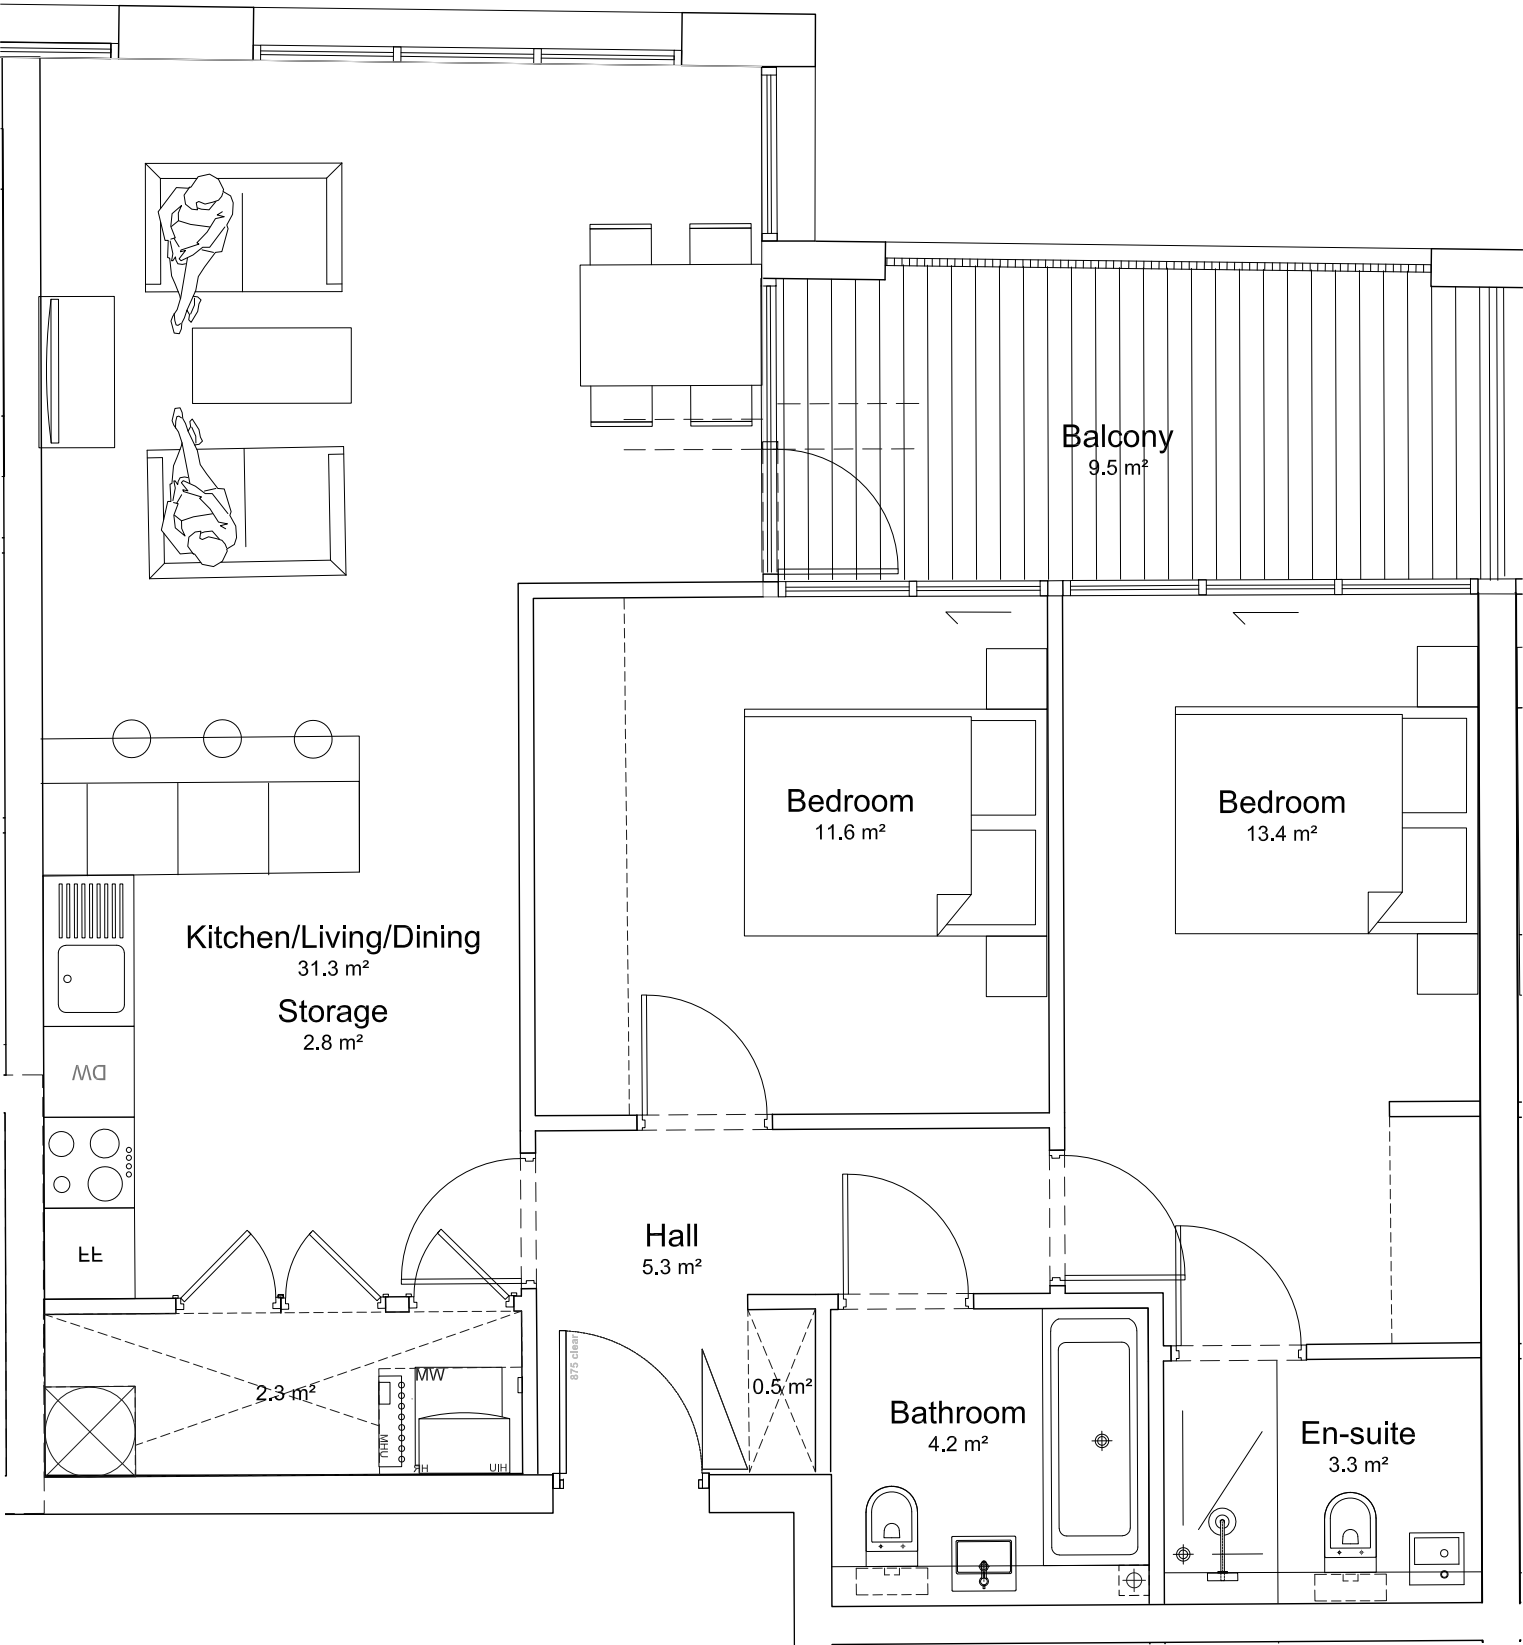 Balcony
9.5 m²
Bedroom
11.6 m²
Bedroom
13.4 m²
Kitchen/Living/Dining
31.3 m²
Storage
2.8 m²
DW
FF
Hall
5.3 m²
875 clear
2.3 m²
MW
MHU
HR
HIU
0.5 m²
Bathroom
4.2 m²
En-suite
3.3 m²